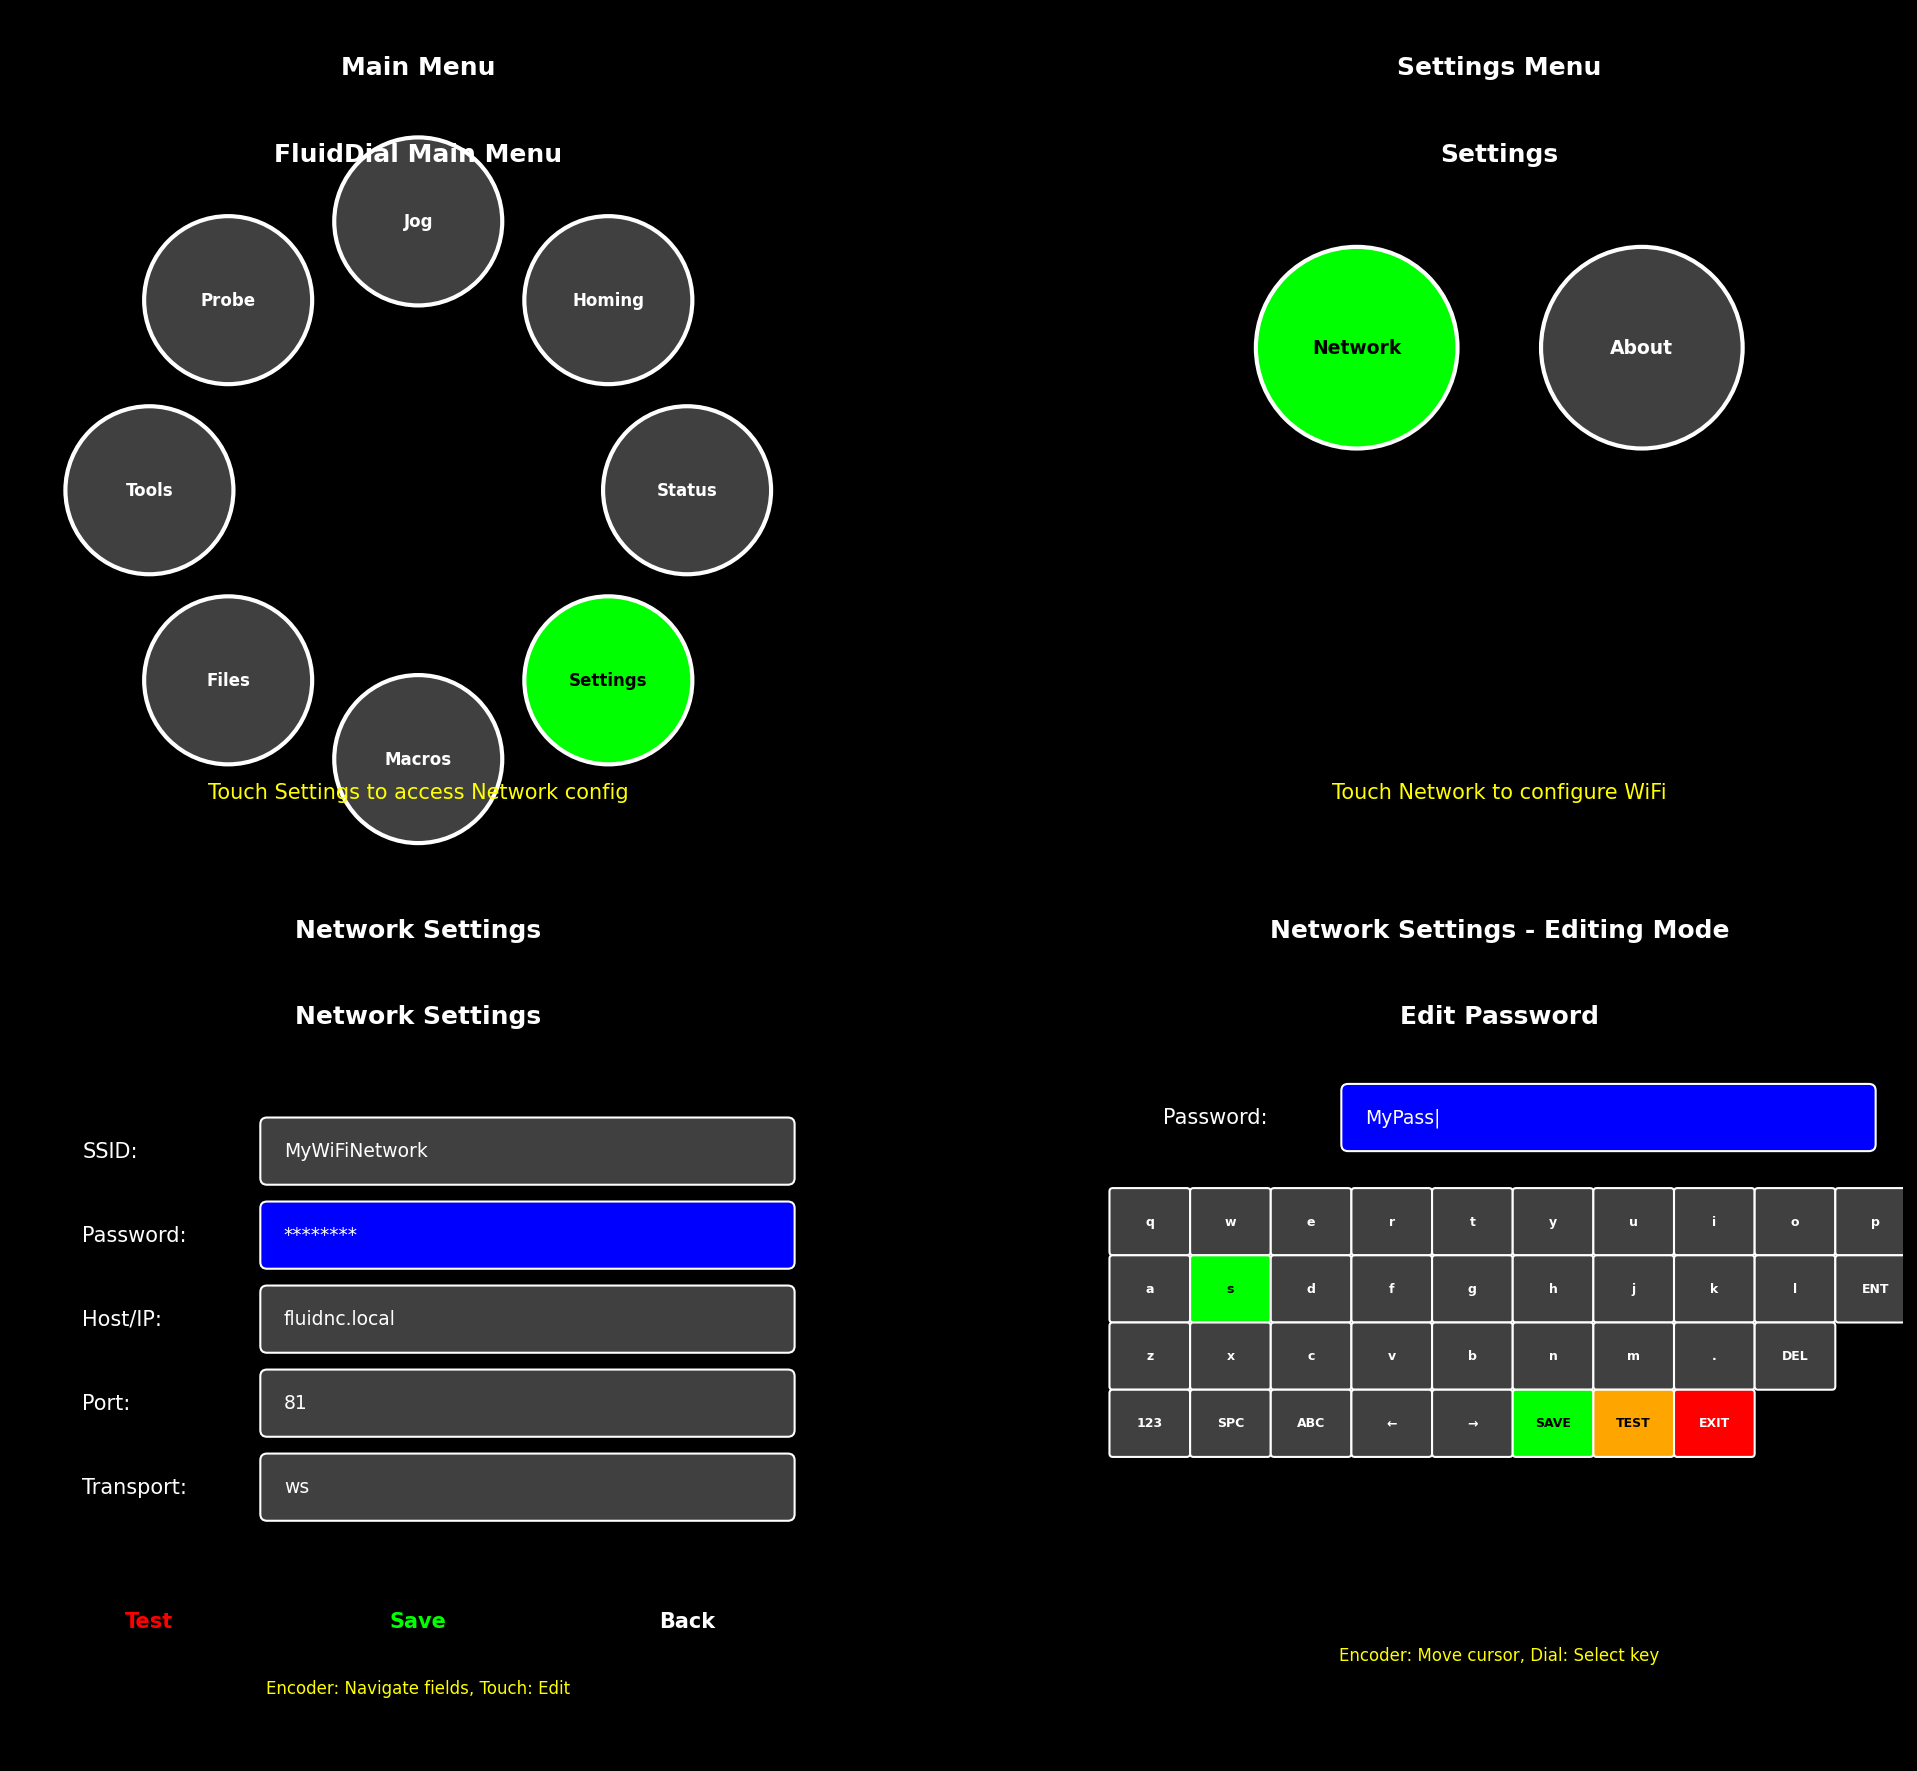 Main Menu
FluidDial Main Menu
Jog
Probe
Homing
Tools
Status
Files
Settings
Macros
Touch Settings to access Network config
Settings Menu
Settings
Network
About
Touch Network to configure WiFi
Network Settings
Network Settings
SSID: MyWiFiNetwork
Password: ********
Host/IP: fluidnc.local
Port: 81
Transport: ws
Test Save Back
Encoder: Navigate fields, Touch: Edit
Network Settings - Editing Mode
Edit Password
Password: MyPass|
q w e r t y u i o p
a s d f g h j k l ENT
z x c v b n m . DEL
123 SPC ABC ← → SAVE TEST EXIT
Encoder: Move cursor, Dial: Select key